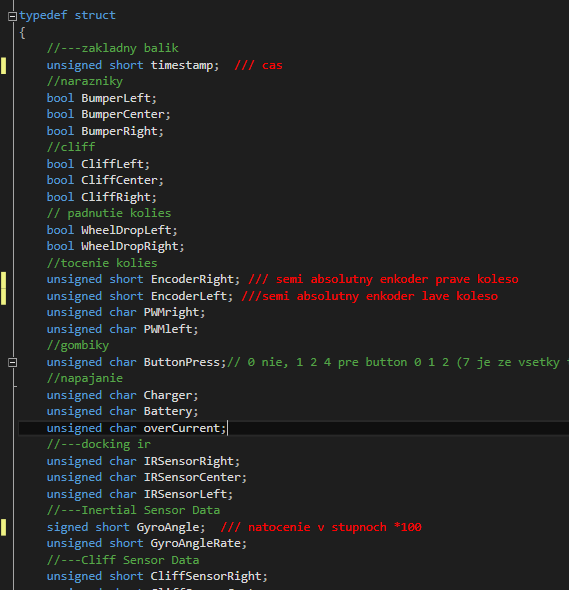 typedef struct
{
//---zakladny balik
unsigned short timestamp; /// cas
//narazniky
bool BumperLeft;
bool BumperCenter;
bool BumperRight;
//cliff
bool CliffLeft;
bool CliffCenter;
bool CliffRight;
// padnutie kolies
bool WheelDropLeft;
bool WheelDropRight;
//tocenie kolies
unsigned short EncoderRight; /// semi absolutny enkoder prave koleso
unsigned short EncoderLeft; ///semi absolutny enkoder lave koleso
unsigned char PWMright;
unsigned char PWMleft;
//gombiky
unsigned char ButtonPress;// 0 nie, 1 2 4 pre button 0 1 2 (7 je ze vsetky
//napajanie
unsigned char Charger;
unsigned char Battery;
unsigned char overCurrent;
//---docking ir
unsigned char IRSensorRight;
unsigned char IRSensorCenter;
unsigned char IRSensorLeft;
//---Inertial Sensor Data
signed short GyroAngle; /// natocenie v stupnoch *100
unsigned short GyroAngleRate;
//---Cliff Sensor Data
unsigned short CliffSensorRight;